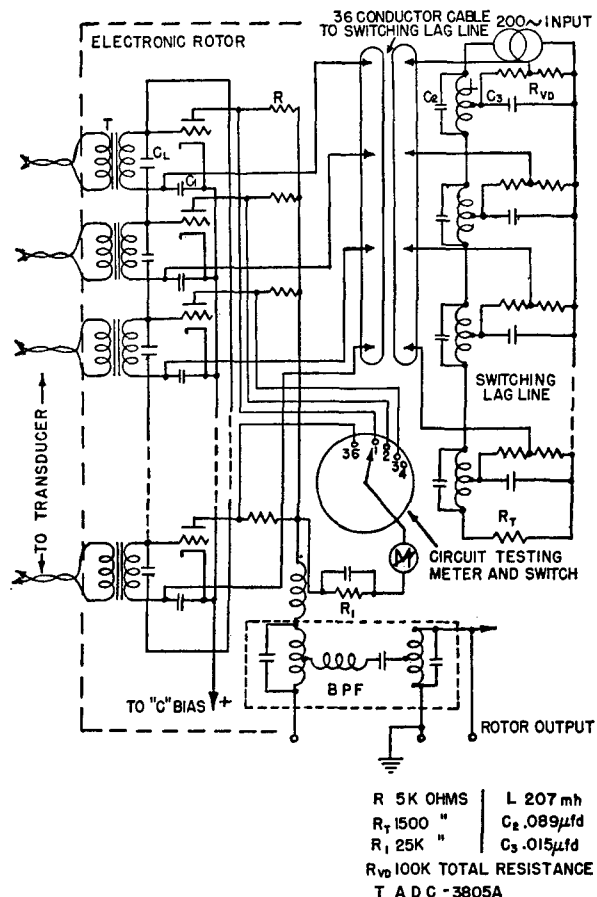 36 CONDUCTOR CABLE
TO SWITCHING LAG LINE
200~INPUT
ELECTRONIC ROTOR
T
R
CL
C1
C2
L
C3
RVD
SWITCHING
LAG LINE
36
1
2
3
4
TO TRANSDUCER
RT
M
CIRCUIT TESTING
METER AND SWITCH
R1
BPF
TO "C" BIAS +
ROTOR OUTPUT
R 5K OHMS
RT 1500 "
R1 25K "
L 207 mh
C2 .089µfd
C3 .015µfd
RVD 100K TOTAL RESISTANCE
T A D C - 3805A